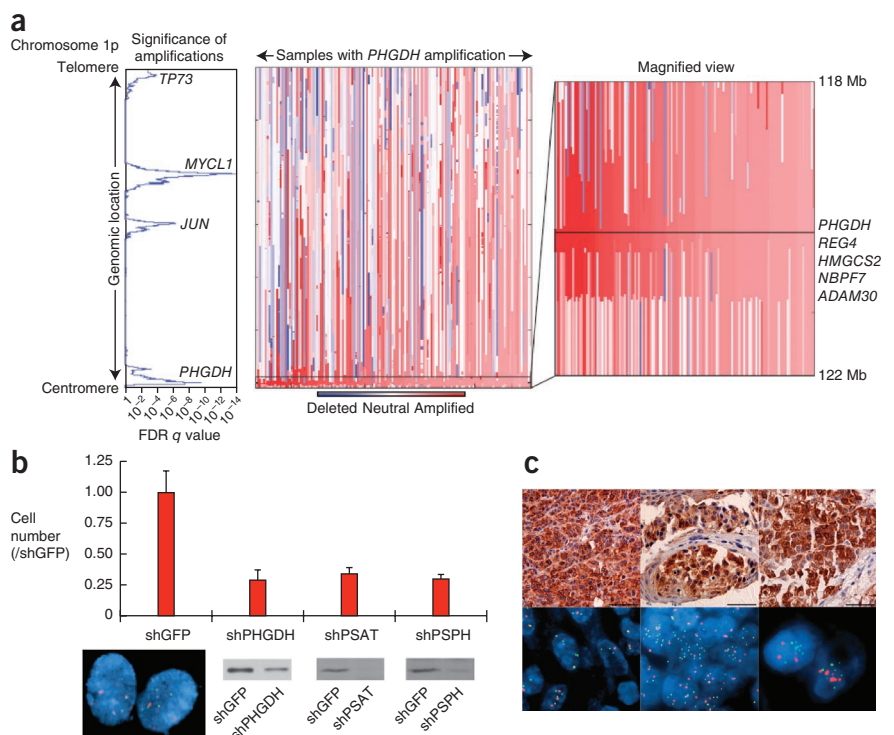 a
Chromosome 1p
Significance of
amplifications
Samples with PHGDH amplification
Magnified view
Telomere
TP73
MYCL1
JUN
PHGDH
Genomic location
Centromere
1
10−2
10−4
10−6
10−8
10−10
10−12
10−14
FDR q value
Deleted Neutral Amplified
118 Mb
PHGDH
REG4
HMGCS2
NBPF7
ADAM30
122 Mb
b
1.25
1.00
0.75
0.50
0.25
0
Cell
number
(/shGFP)
shGFP
shPHGDH
shPSAT
shPSPH
shGFP
shPHGDH
shGFP
shPSAT
shGFP
shPSPH
c